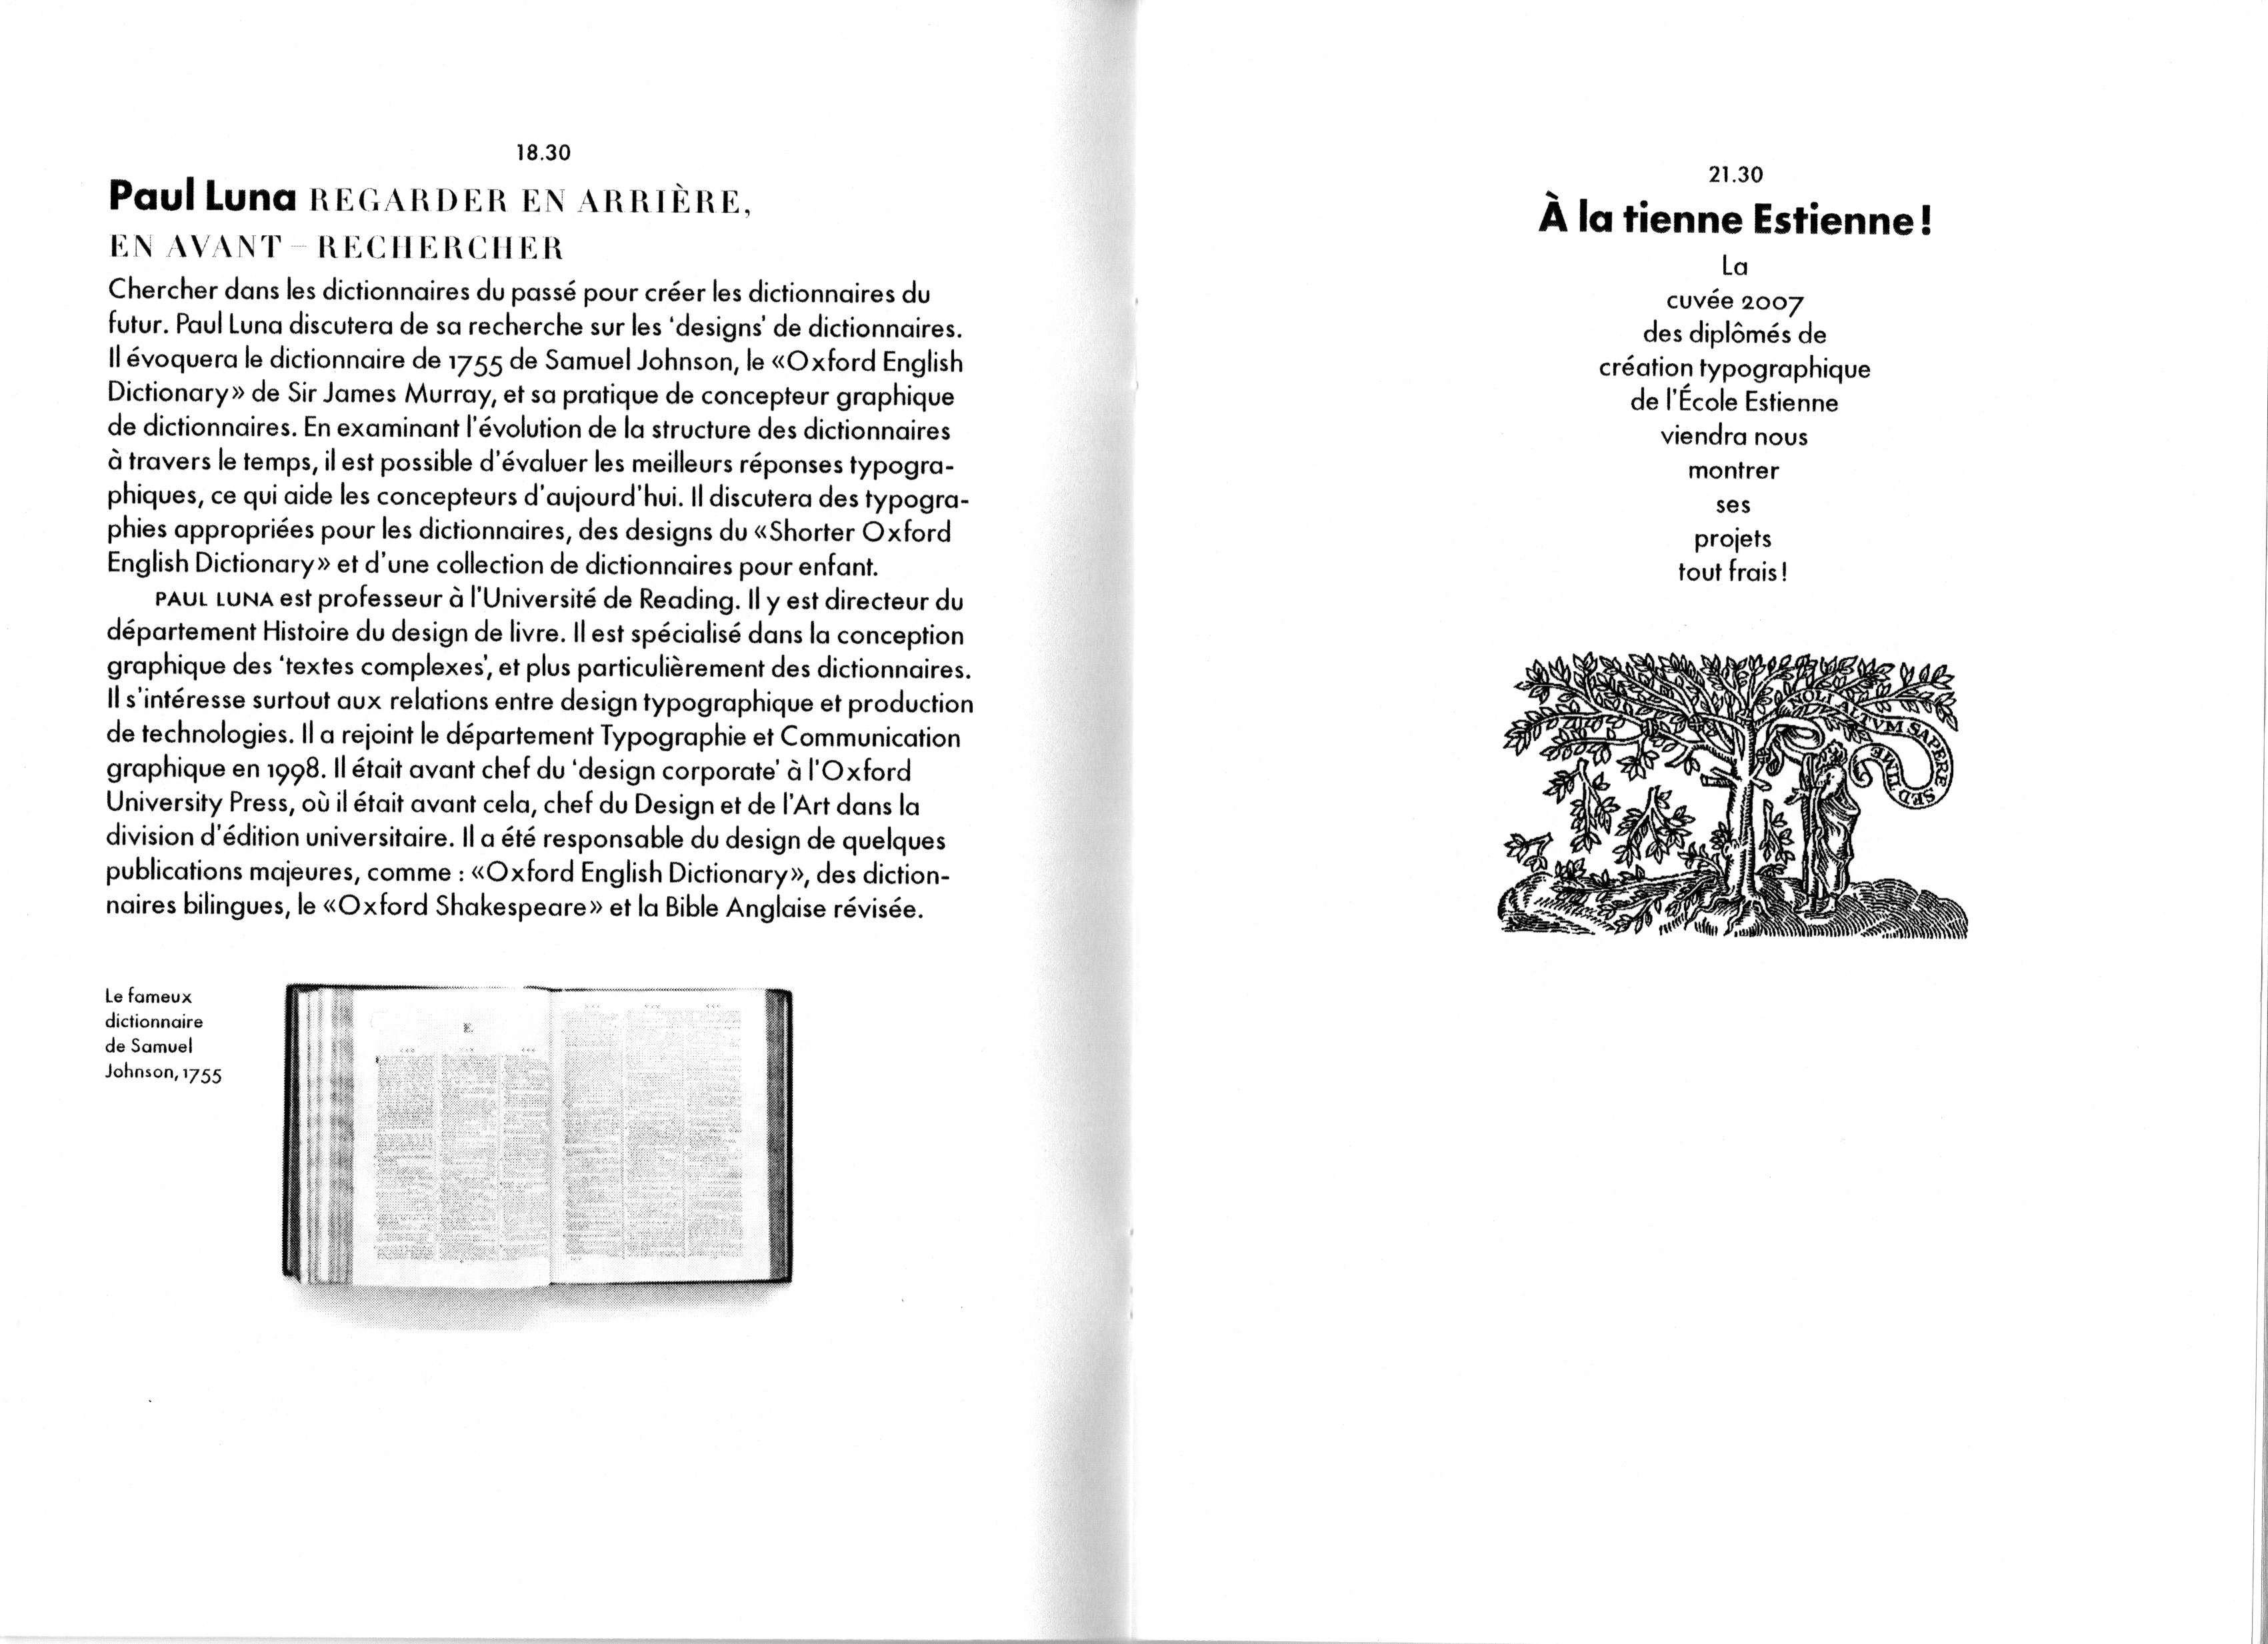 18.30
Paul Luna REGARDER EN ARRIÈRE,
EN AVANT – RECHERCHER
Chercher dans les dictionnaires du passé pour créer les dictionnaires du
futur. Paul Luna discutera de sa recherche sur les ‘designs’ de dictionnaires.
Il évoquera le dictionnaire de 1755 de Samuel Johnson, le «Oxford English
Dictionary» de Sir James Murray, et sa pratique de concepteur graphique
de dictionnaires. En examinant l'évolution de la structure des dictionnaires
à travers le temps, il est possible d'évaluer les meilleurs réponses typogra-
phiques, ce qui aide les concepteurs d'aujourd'hui. Il discutera des typogra-
phies appropriées pour les dictionnaires, des designs du «Shorter Oxford
English Dictionary» et d'une collection de dictionnaires pour enfant.
PAUL LUNA est professeur à l'Université de Reading. Il y est directeur du
département Histoire du design de livre. Il est spécialisé dans la conception
graphique des ‘textes complexes’, et plus particulièrement des dictionnaires.
Il s'intéresse surtout aux relations entre design typographique et production
de technologies. Il a rejoint le département Typographie et Communication
graphique en 1998. Il était avant chef du ‘design corporate’ à l'Oxford
University Press, où il était avant cela, chef du Design et de l'Art dans la
division d'édition universitaire. Il a été responsable du design de quelques
publications majeures, comme : «Oxford English Dictionary», des diction-
naires bilingues, le «Oxford Shakespeare» et la Bible Anglaise révisée.
Le fameux
dictionnaire
de Samuel
Johnson, 1755
E.
21.30
À la tienne Estienne !
La
cuvée 2007
des diplômés de
création typographique
de l'École Estienne
viendra nous
montrer
ses
projets
tout frais !
NOLI ALTVM SAPERE
SED TIME